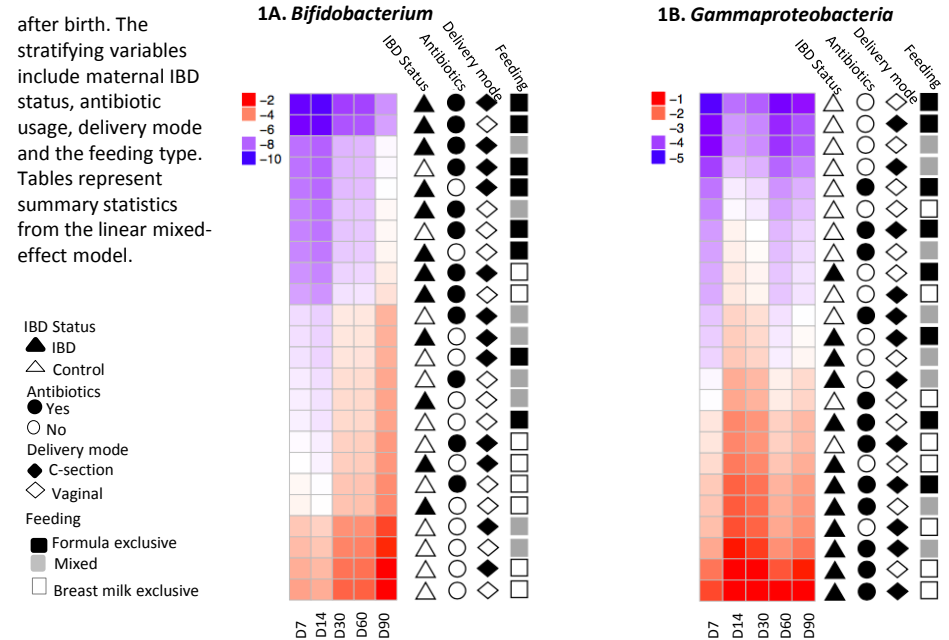 after birth. The
stratifying variables
include maternal IBD
status, antibiotic
usage, delivery mode
and the feeding type.
Tables represent
summary statistics
from the linear mixed-
effect model.
IBD Status
IBD
Control
Antibiotics
Yes
No
Delivery mode
C-section
Vaginal
Feeding
Formula exclusive
Mixed
Breast milk exclusive
1A. Bifidobacterium
IBD Status
Antibiotics
Delivery mode
Feeding
−2
−4
−6
−8
−10
D7
D14
D30
D60
D90
1B. Gammaproteobacteria
IBD Status
Antibiotics
Delivery mode
Feeding
−1
−2
−3
−4
−5
D7
D14
D30
D60
D90